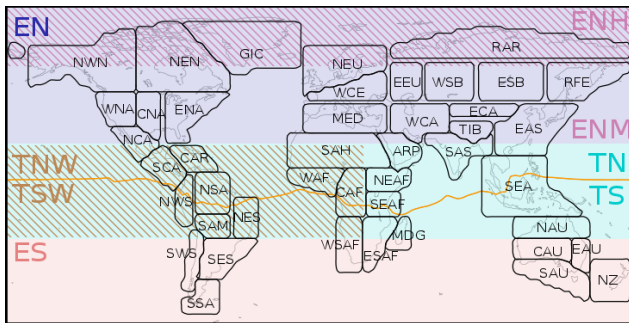 EN
ENH
NWN
NEN
GIC
NEU
RAR
WCE
EEU
WSB
ESB
RFE
WNA
CNA
ENA
MED
WCA
ECA
TIB
EAS
ENM
NCA
SAH
ARP
SAS
TNW
TN
SCA
CAR
WAF
CAF
NEAF
SEA
TSW
TS
NWS
NSA
NES
SEAF
SAM
WSAF
MDG
NAU
ES
SWS
SES
ESAF
CAU
EAU
SAU
NZ
SSA